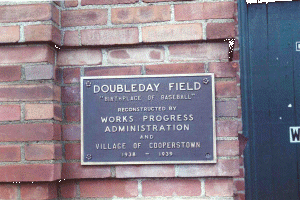 DOUBLEDAY FIELD
"BIRTHPLACE OF BASEBALL"
RECONSTRUCTED BY
WORKS PROGRESS
ADMINISTRATION
AND
VILLAGE OF COOPERSTOWN
1938 - 1939